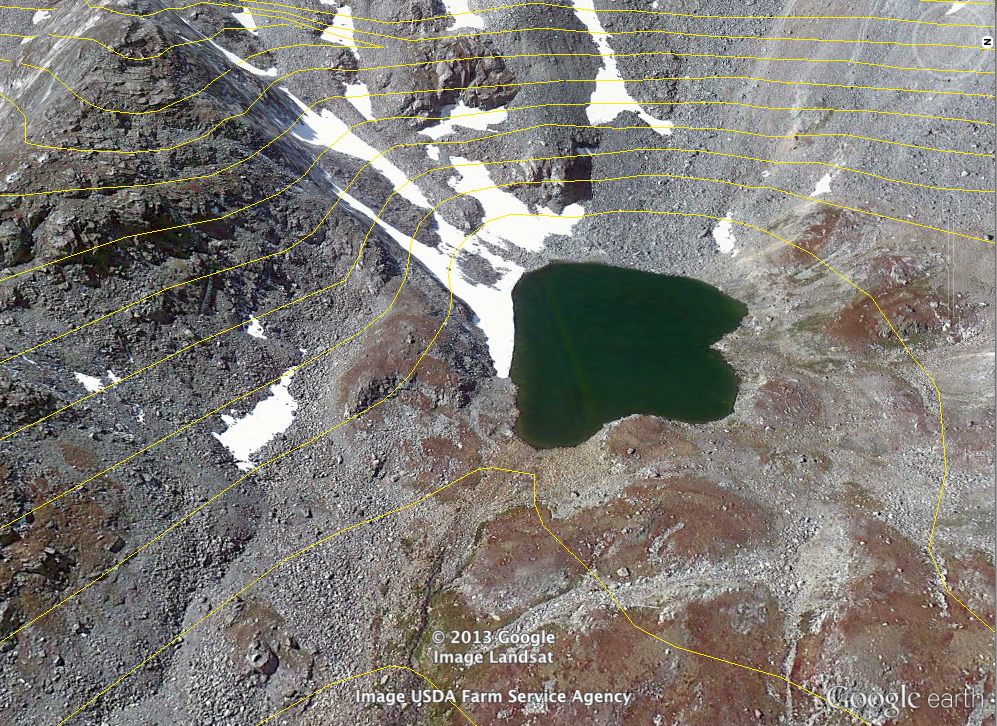 N
© 2013 Google
Image Landsat
Image USDA Farm Service Agency
Google earth